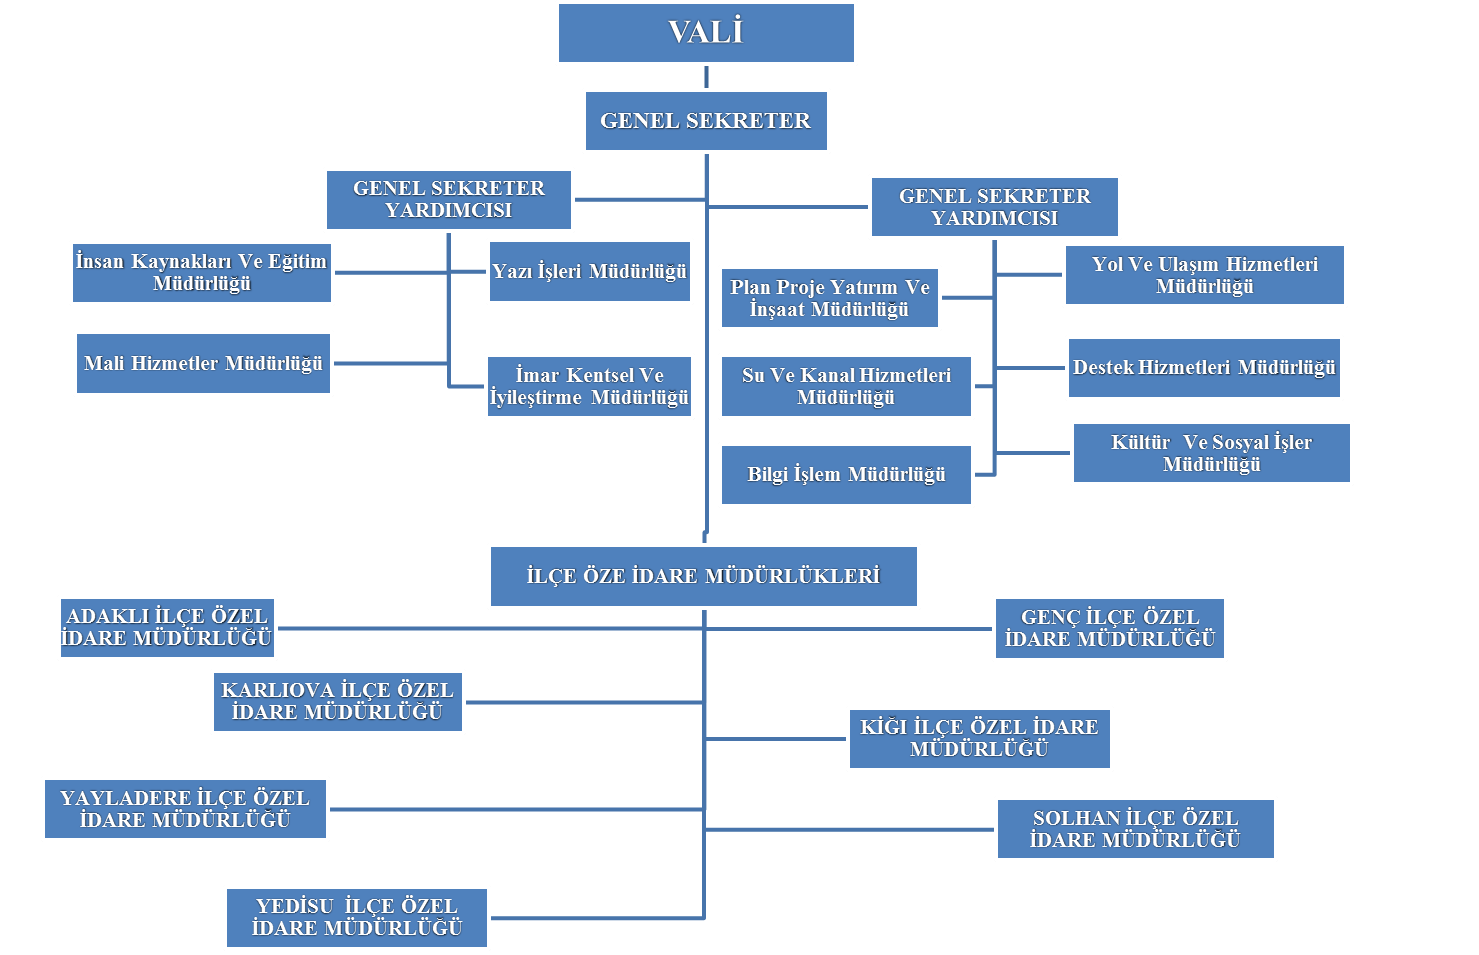 VALİ
GENEL SEKRETER
GENEL SEKRETER
YARDIMCISI
GENEL SEKRETER
YARDIMCISI
İnsan Kaynakları Ve Eğitim
Müdürlüğü
Yazı İşleri Müdürlüğü
Mali Hizmetler Müdürlüğü
İmar Kentsel Ve
İyileştirme Müdürlüğü
Plan Proje Yatırım Ve
İnşaat Müdürlüğü
Yol Ve Ulaşım Hizmetleri
Müdürlüğü
Su Ve Kanal Hizmetleri
Müdürlüğü
Destek Hizmetleri Müdürlüğü
Bilgi İşlem Müdürlüğü
Kültür Ve Sosyal İşler
Müdürlüğü
İLÇE ÖZE İDARE MÜDÜRLÜKLERİ
ADAKLI İLÇE ÖZEL
İDARE MÜDÜRLÜĞÜ
GENÇ İLÇE ÖZEL
İDARE MÜDÜRLÜĞÜ
KARLIOVA İLÇE ÖZEL
İDARE MÜDÜRLÜĞÜ
KİĞI İLÇE ÖZEL İDARE
MÜDÜRLÜĞÜ
YAYLADERE İLÇE ÖZEL
İDARE MÜDÜRLÜĞÜ
SOLHAN İLÇE ÖZEL
İDARE MÜDÜRLÜĞÜ
YEDİSU İLÇE ÖZEL
İDARE MÜDÜRLÜĞÜ